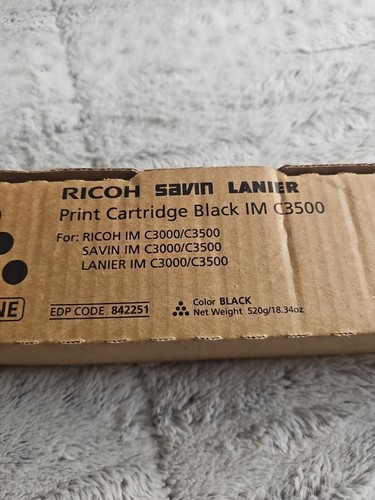 RICOH SAVIN LANIER
Print Cartridge Black IM C3500
For: RICOH IM C3000/C3500
SAVIN IM C3000/C3500
LANIER IM C3000/C3500
NE
EDP CODE 842251
Color BLACK
Net Weight 520g/18.34oz